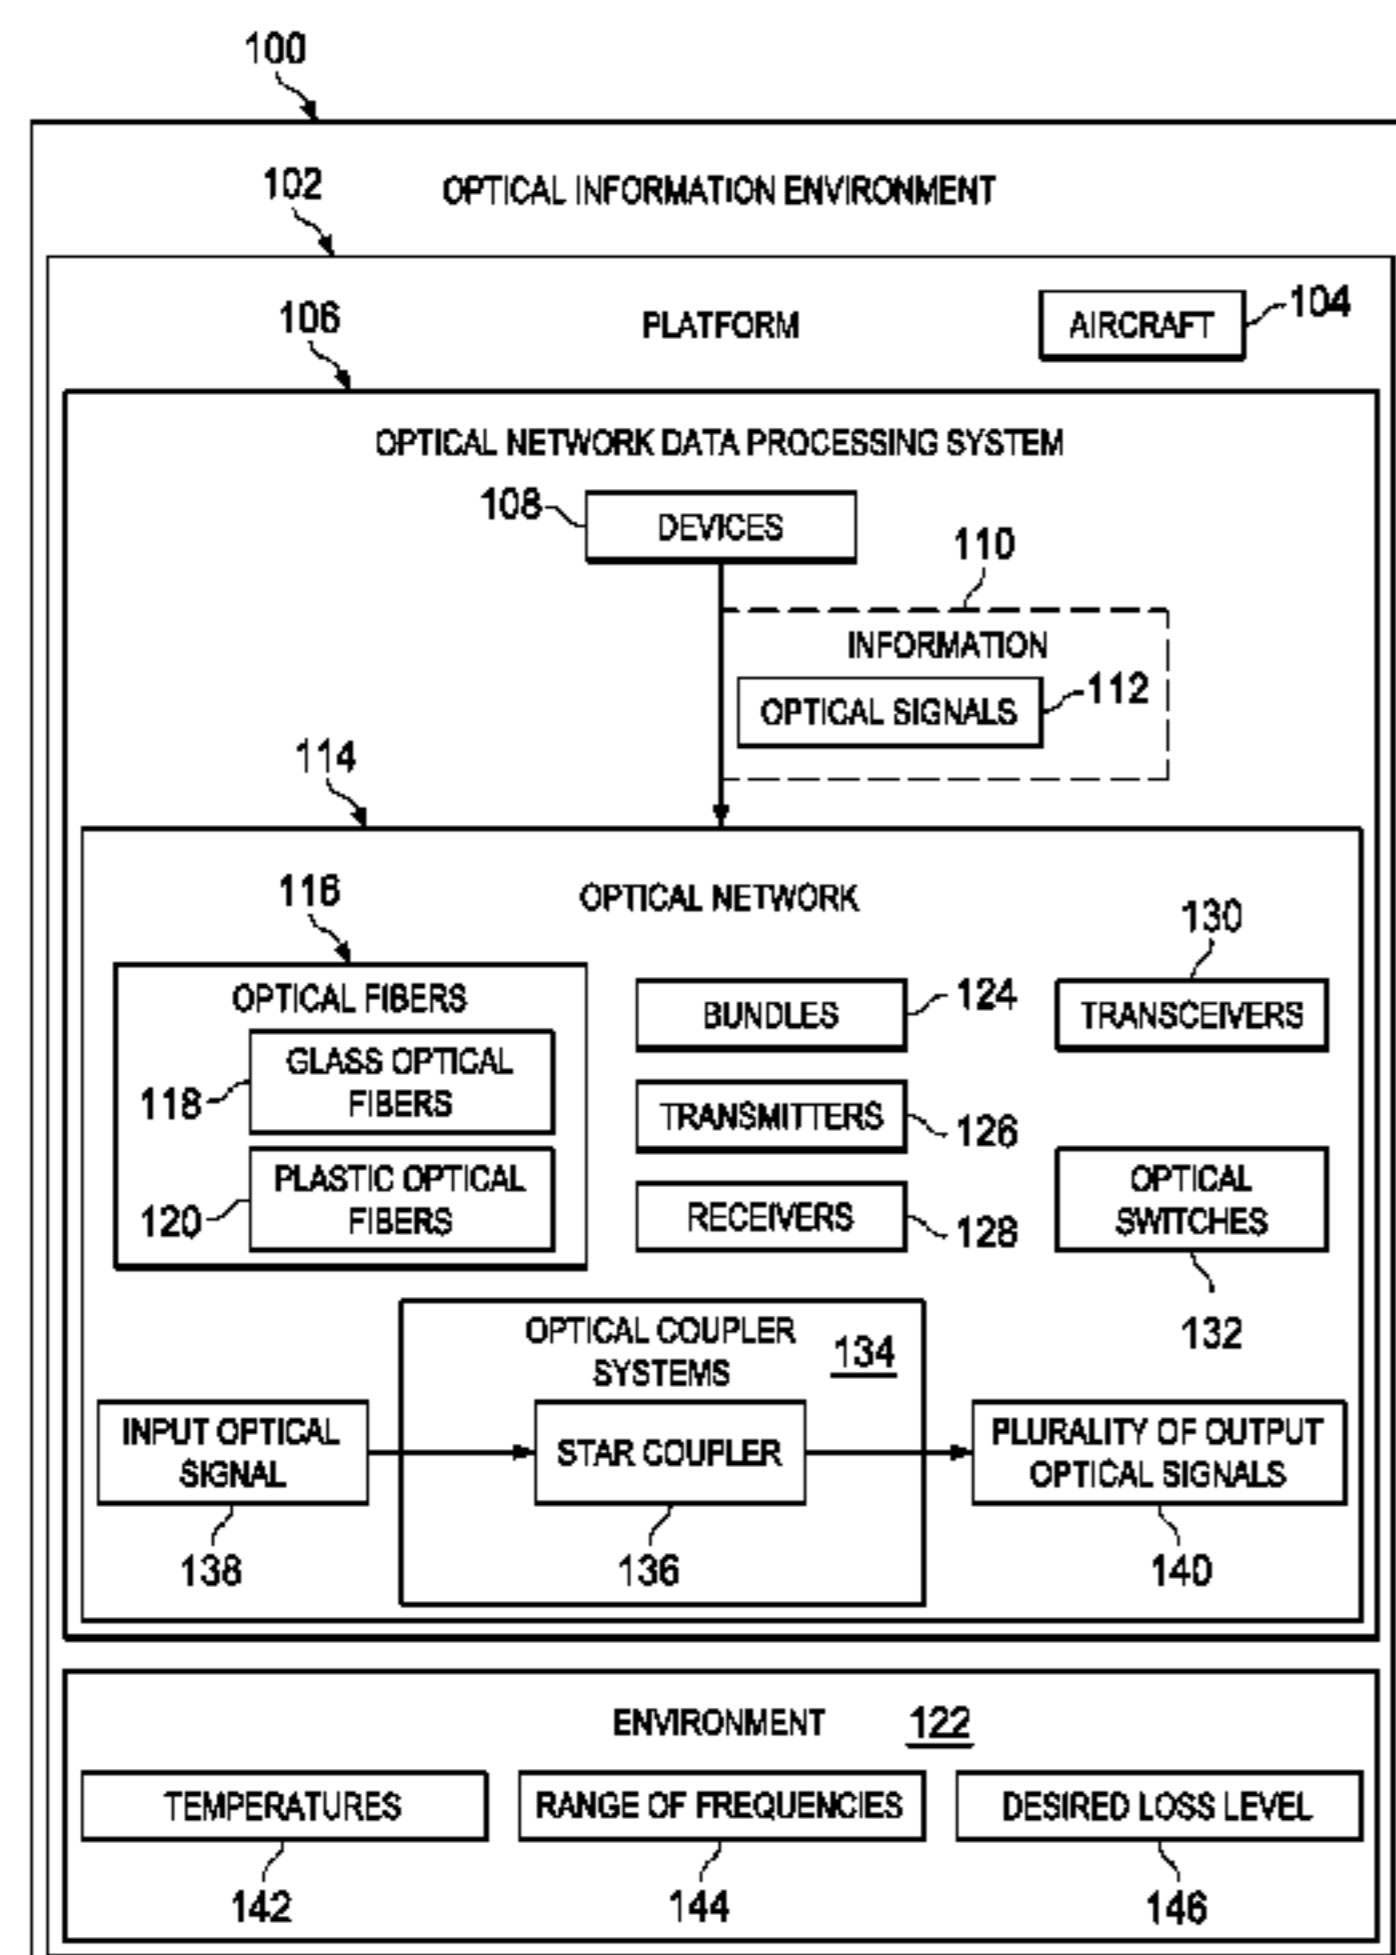 100
OPTICAL INFORMATION ENVIRONMENT
102
PLATFORM
AIRCRAFT
104
106
OPTICAL NETWORK DATA PROCESSING SYSTEM
108
DEVICES
110
INFORMATION
OPTICAL SIGNALS
112
114
OPTICAL NETWORK
116
OPTICAL FIBERS
GLASS OPTICAL
FIBERS
118
PLASTIC OPTICAL
FIBERS
120
BUNDLES
124
TRANSMITTERS
126
RECEIVERS
128
130
TRANSCEIVERS
OPTICAL
SWITCHES
132
OPTICAL COUPLER
SYSTEMS
134
INPUT OPTICAL
SIGNAL
138
STAR COUPLER
136
PLURALITY OF OUTPUT
OPTICAL SIGNALS
140
ENVIRONMENT 122
TEMPERATURES
142
RANGE OF FREQUENCIES
144
DESIRED LOSS LEVEL
146